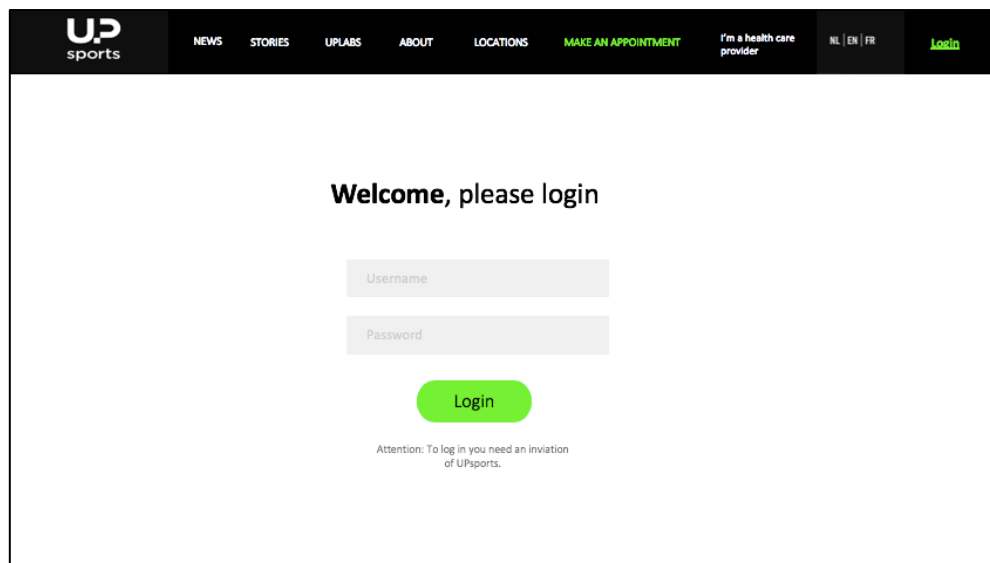 UP
sports
NEWS STORIES UPLABS ABOUT LOCATIONS MAKE AN APPOINTMENT I'm a health care
provider NL | EN | FR Login
Welcome, please login
Username
Password
Login
Attention: To log in you need an inviation
of UPsports.